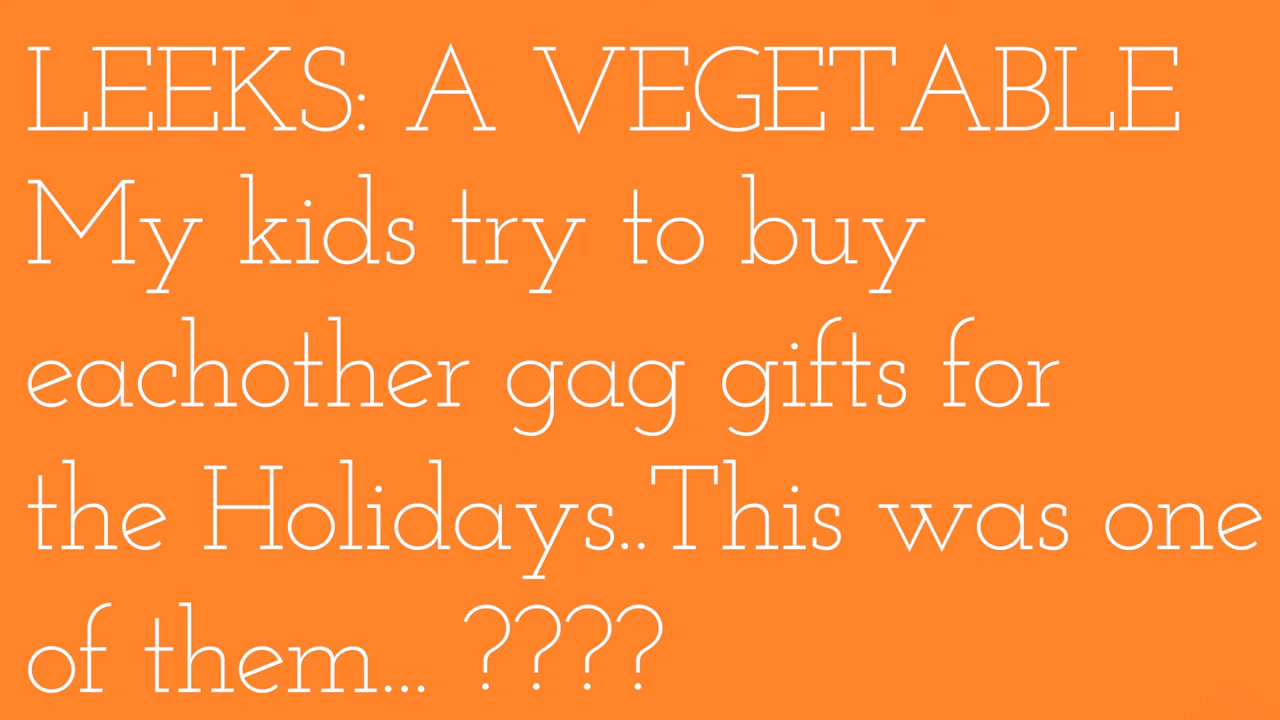 LEEKS: A VEGETABLE
My kids try to buy
eachother gag gifts for
the Holidays..This was one
of them... ????